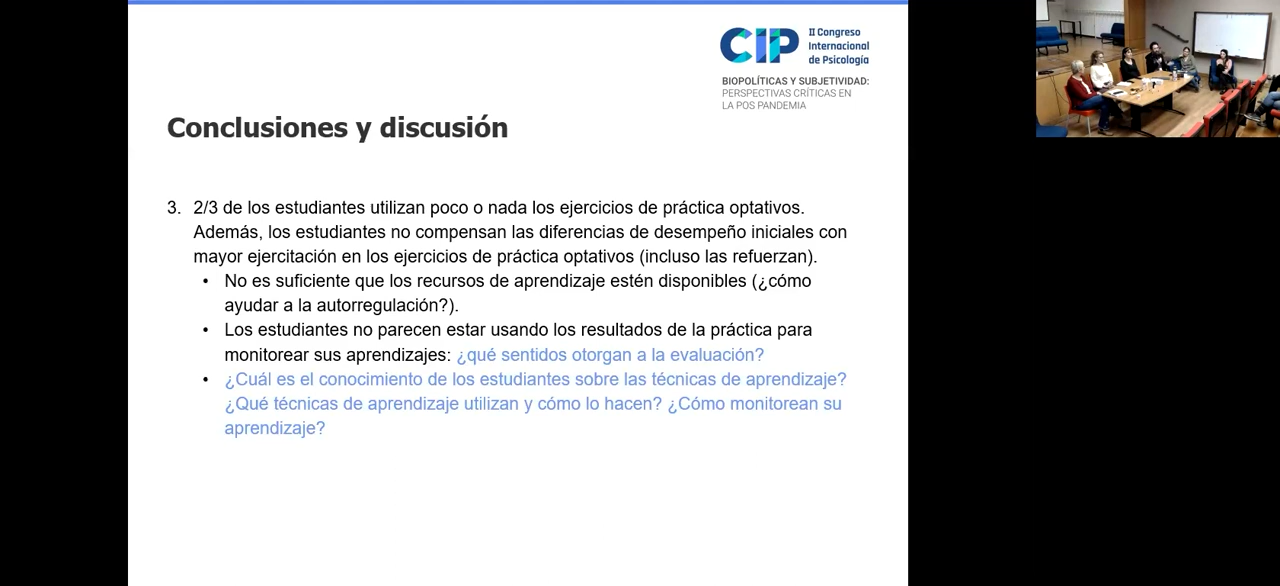 CIP
II Congreso
Internacional
de Psicología
BIOPOLÍTICAS Y SUBJETIVIDAD:
PERSPECTIVAS CRÍTICAS EN
LA POS PANDEMIA
Conclusiones y discusión
3. 2/3 de los estudiantes utilizan poco o nada los ejercicios de práctica optativos.
Además, los estudiantes no compensan las diferencias de desempeño iniciales con
mayor ejercitación en los ejercicios de práctica optativos (incluso las refuerzan).
• No es suficiente que los recursos de aprendizaje estén disponibles (¿cómo
ayudar a la autorregulación?).
• Los estudiantes no parecen estar usando los resultados de la práctica para
monitorear sus aprendizajes: ¿qué sentidos otorgan a la evaluación?
• ¿Cuál es el conocimiento de los estudiantes sobre las técnicas de aprendizaje?
¿Qué técnicas de aprendizaje utilizan y cómo lo hacen? ¿Cómo monitorean su
aprendizaje?